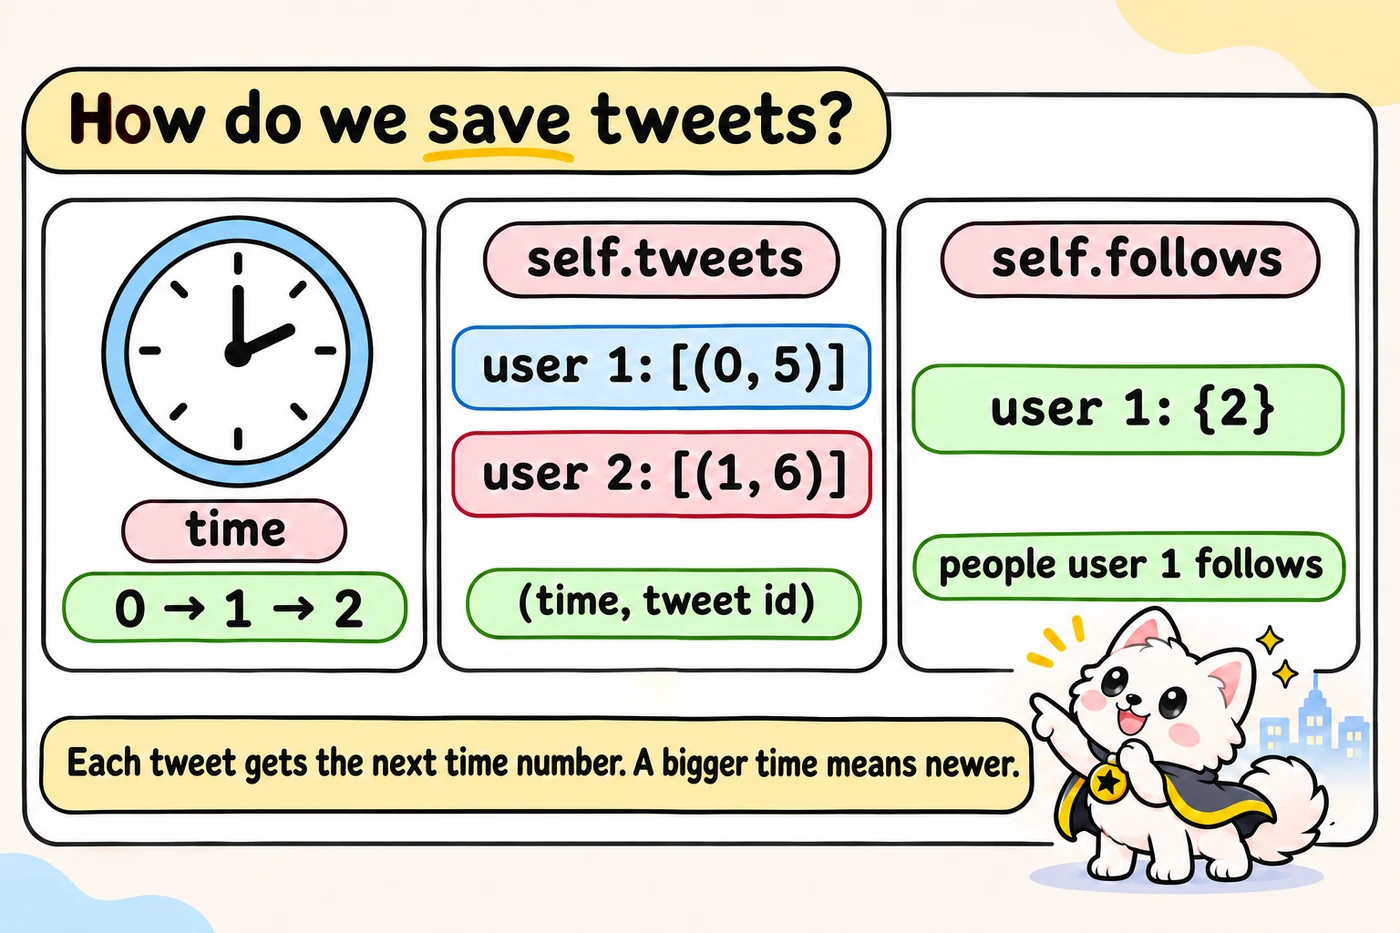 How do we save tweets?
time
0 → 1 → 2
self.tweets
user 1: [(0, 5)]
user 2: [(1, 6)]
(time, tweet id)
self.follows
user 1: {2}
people user 1 follows
Each tweet gets the next time number. A bigger time means newer.